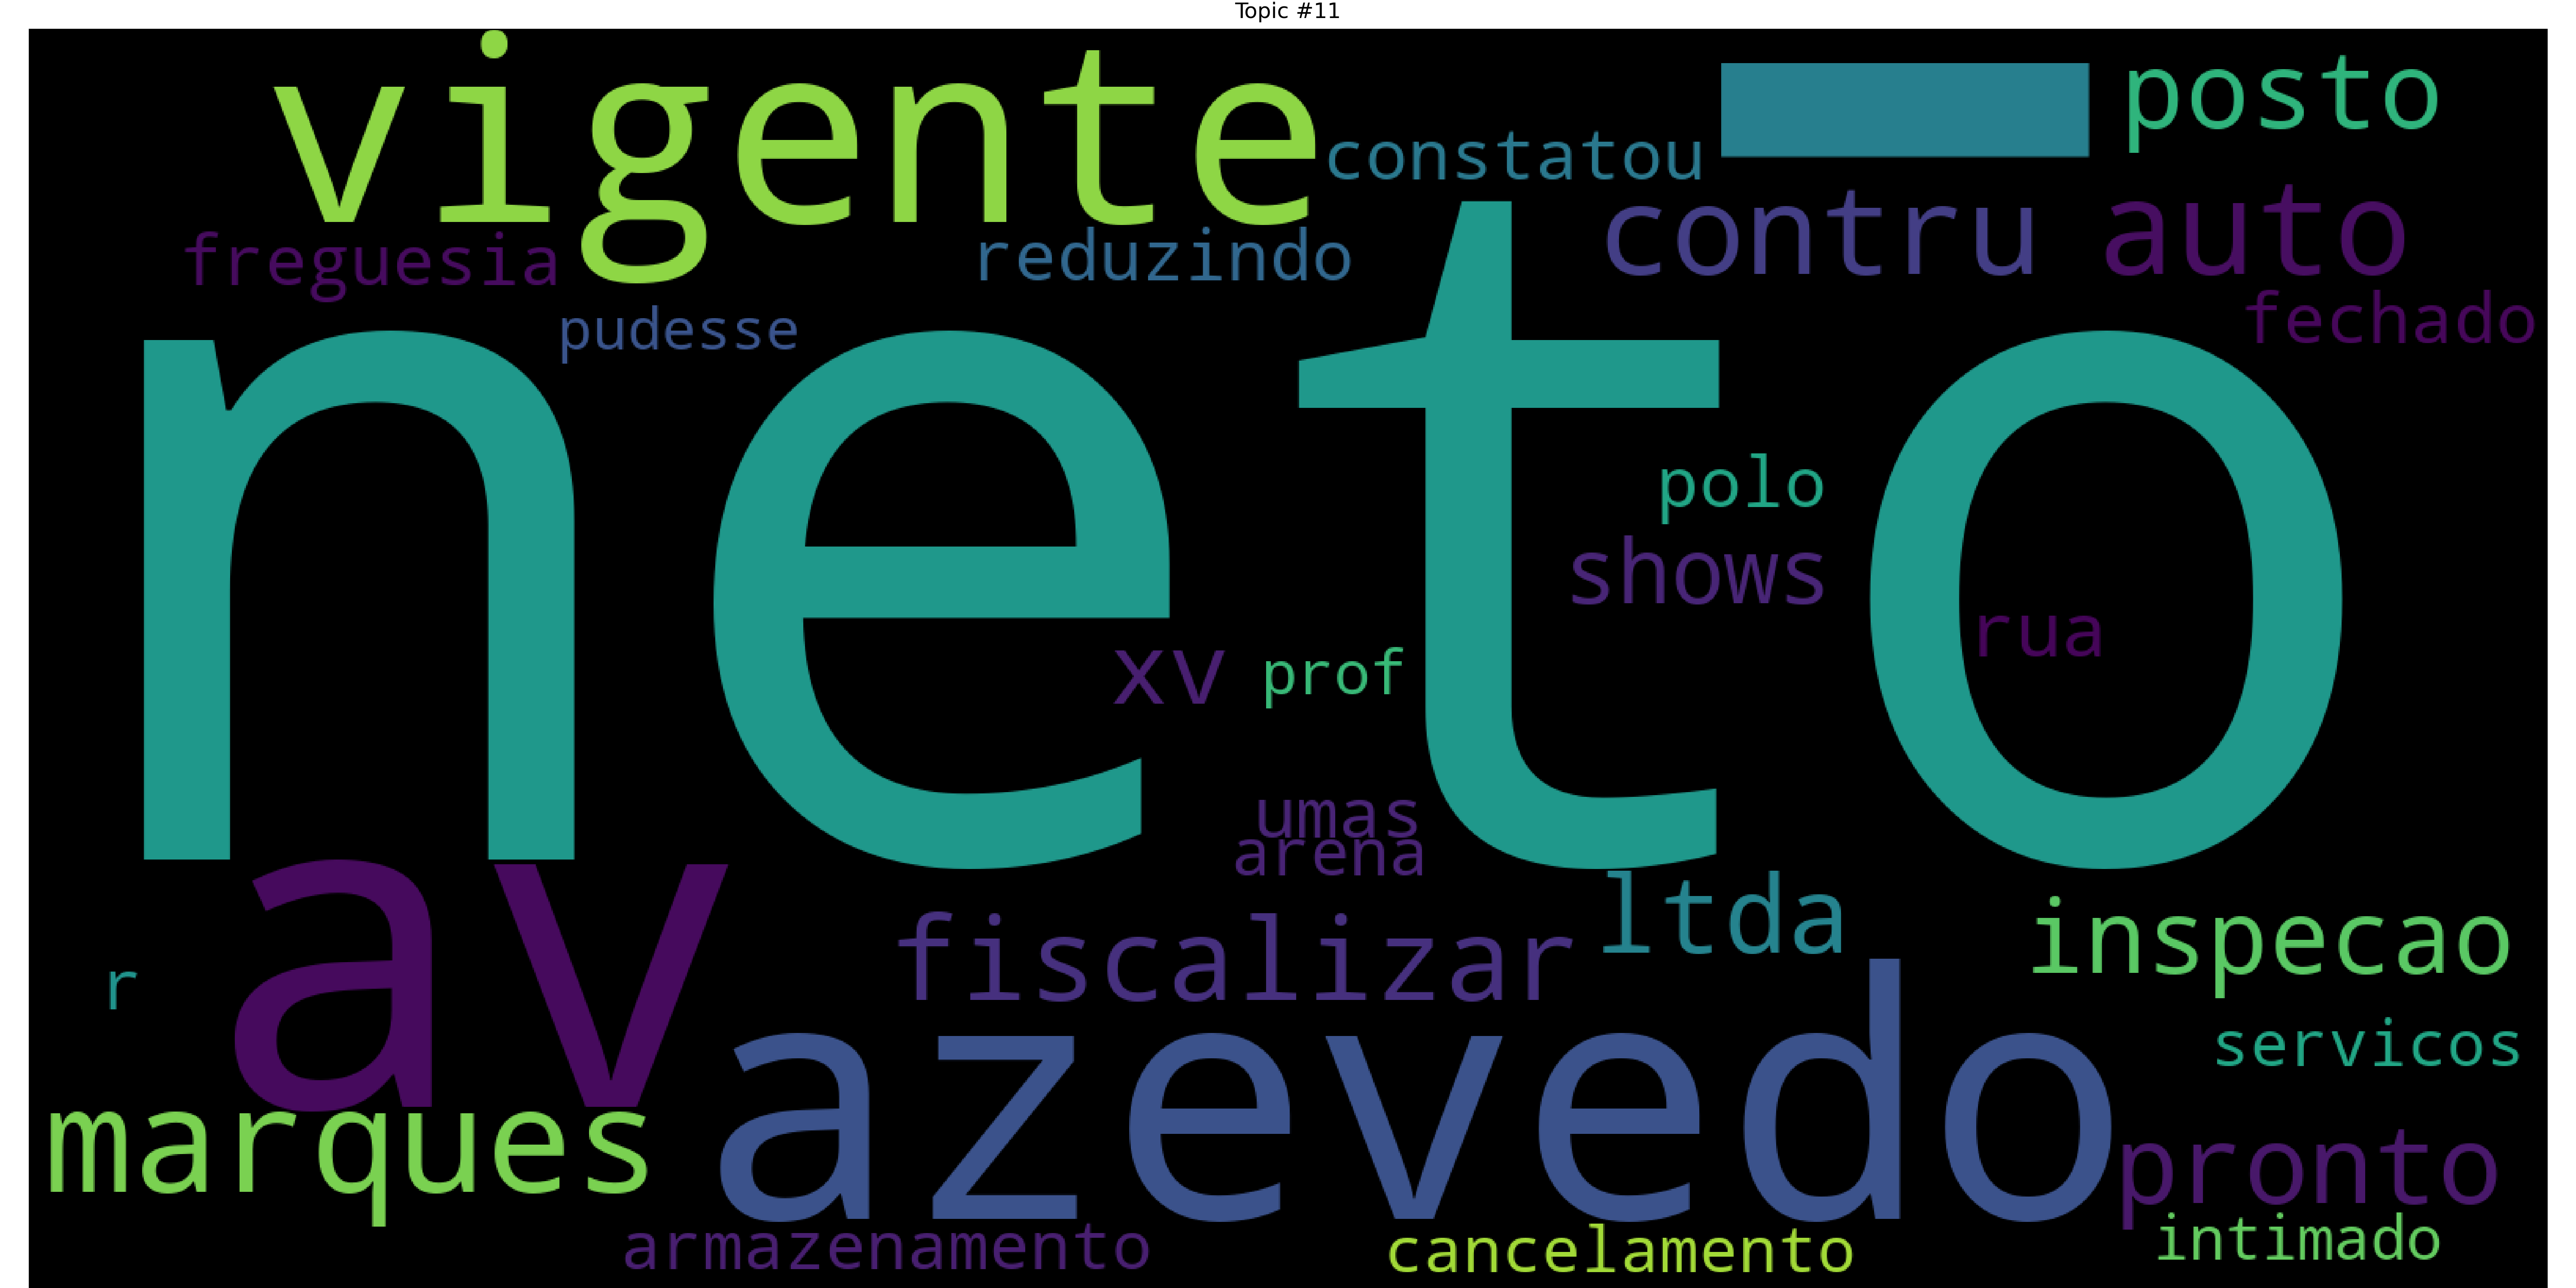 Topic #11
vigente
posto
constatou
contru
auto
freguesia
reduzindo
pudesse
fechado
neto
polo
shows
rua
xv
prof
umas
arena
av
ltda
fiscalizar
inspecao
r
azevedo
servicos
marques
pronto
armazenamento
cancelamento
intimado